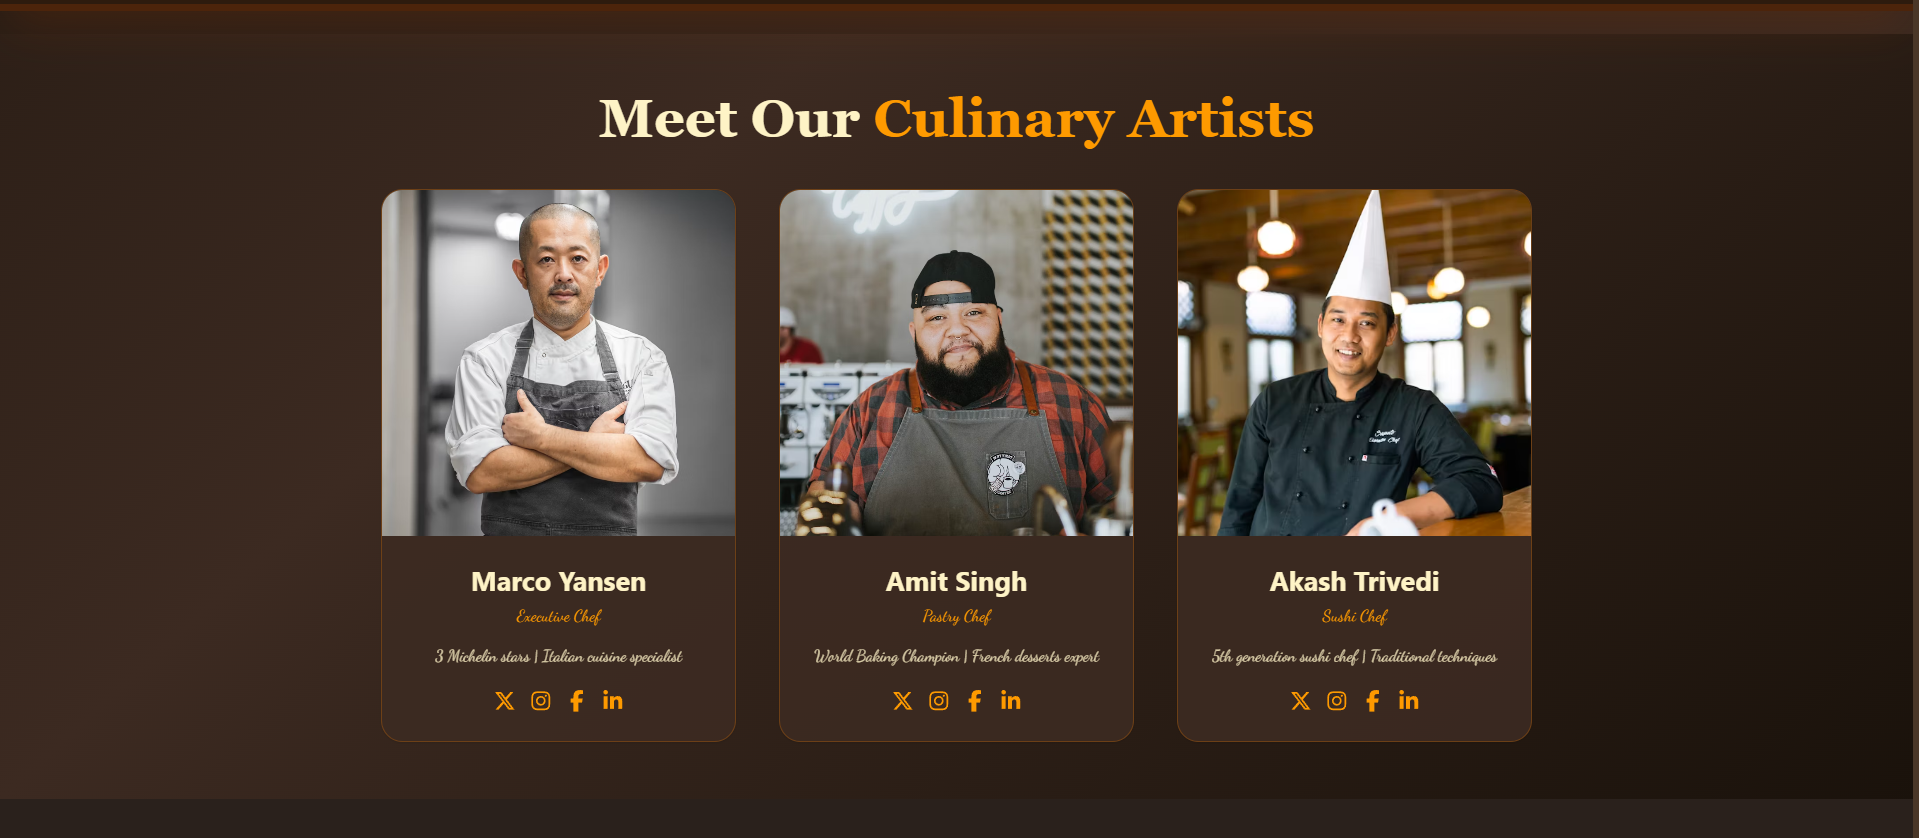 Meet Our Culinary Artists
Marco Yansen
Executive Chef
3 Michelin stars | Italian cuisine specialist
Amit Singh
Pastry Chef
World Baking Champion | French desserts expert
Akash Trivedi
Sushi Chef
5th generation sushi chef | Traditional techniques